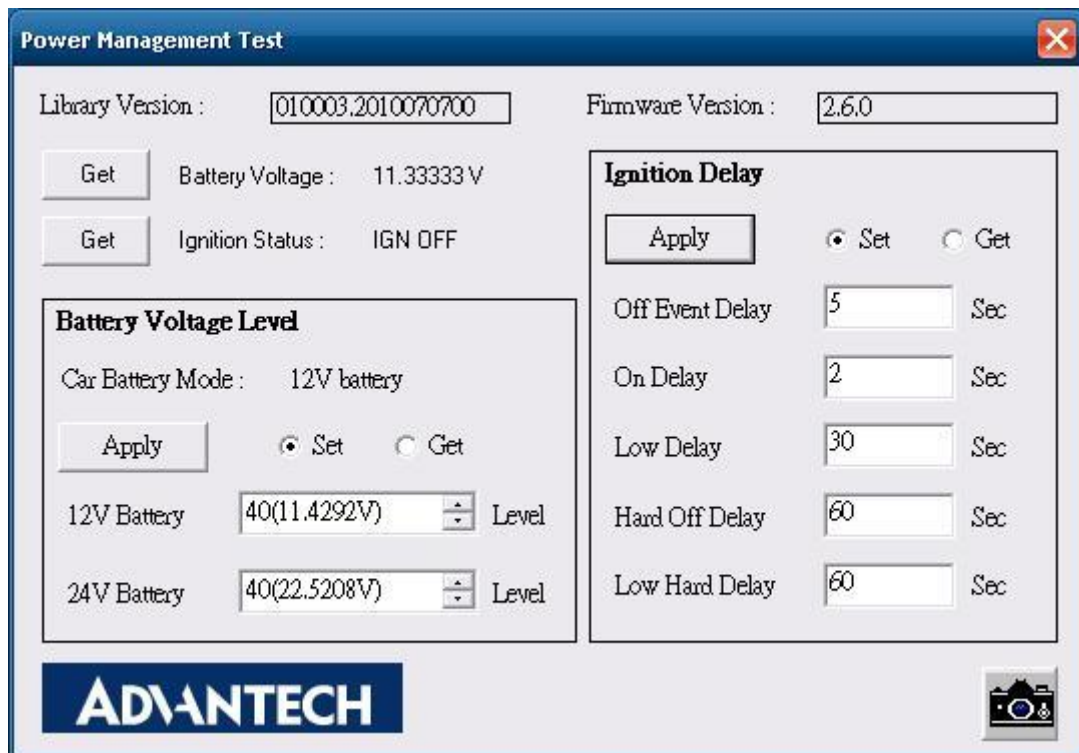 Power Management Test
Library Version : 010003.2010070700 Firmware Version : 2.6.0
Get Battery Voltage : 11.33333 V
Get Ignition Status : IGN OFF
Battery Voltage Level
Car Battery Mode : 12V battery
Apply Set Get
12V Battery 40(11.4292V) Level
24V Battery 40(22.5208V) Level
Ignition Delay
Apply Set Get
Off Event Delay 5 Sec
On Delay 2 Sec
Low Delay 30 Sec
Hard Off Delay 60 Sec
Low Hard Delay 60 Sec
ADVANTECH